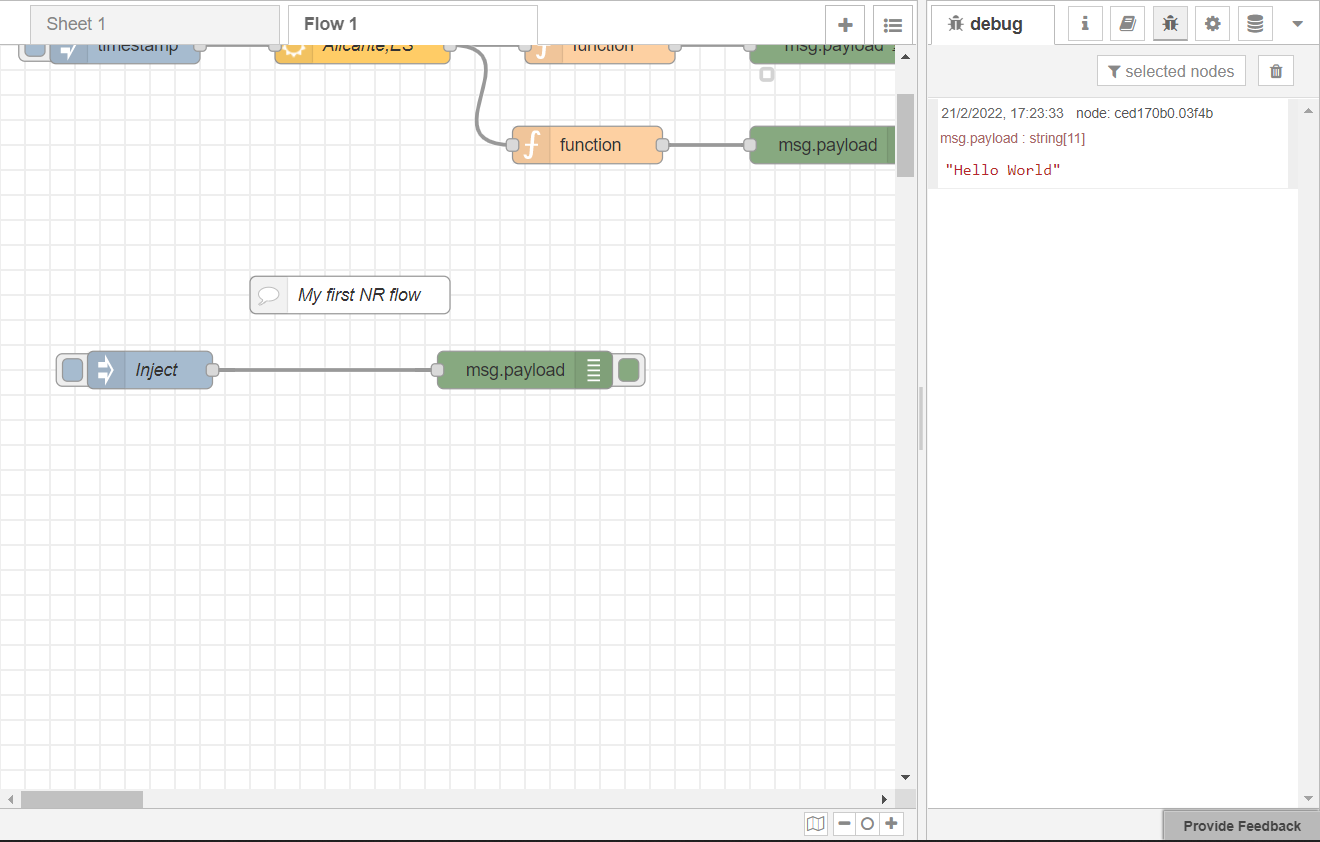 Sheet 1
Flow 1
debug
timestamp
Alicante,ES
function
msg.payload
selected nodes
21/2/2022, 17:23:33 node: ced170b0.03f4b
msg.payload : string[11]
"Hello World"
function
msg.payload
My first NR flow
Inject
msg.payload
Provide Feedback